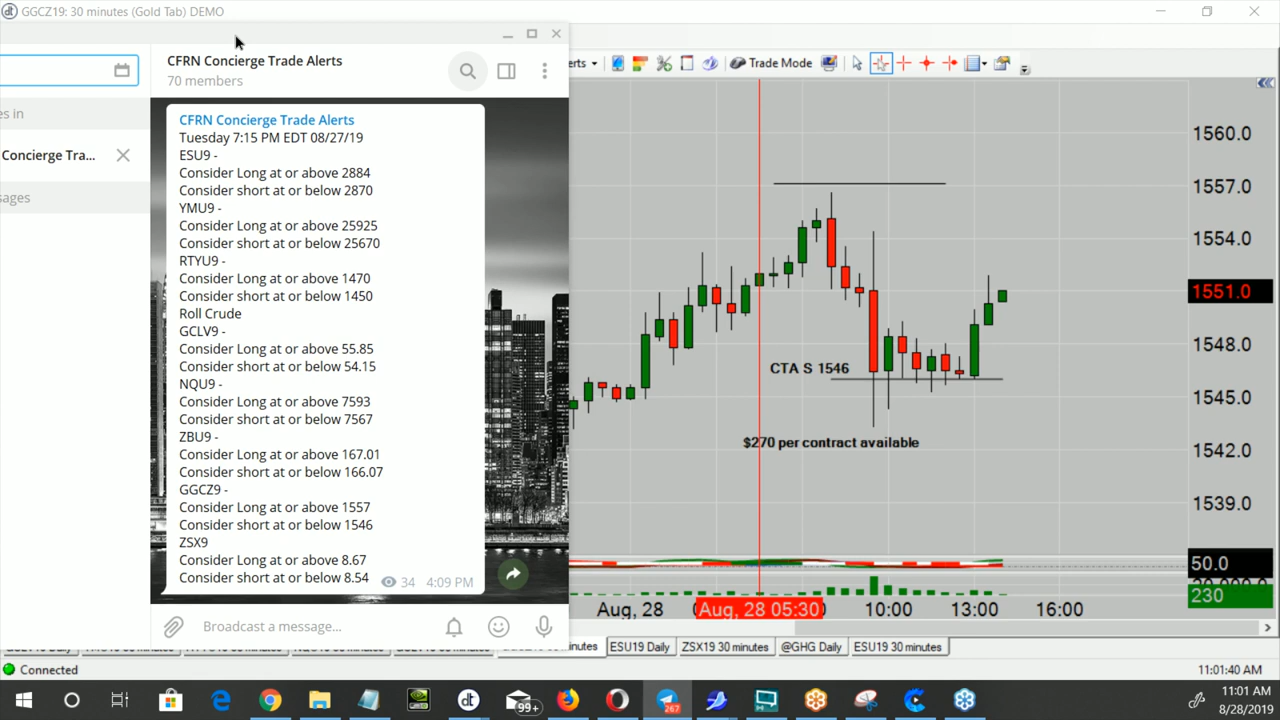 GGCZ19: 30 minutes (Gold Tab) DEMO
CFRN Concierge Trade Alerts
70 members
es in
Concierge Tra...
sages
CFRN Concierge Trade Alerts
Tuesday 7:15 PM EDT 08/27/19
ESU9 -
Consider Long at or above 2884
Consider short at or below 2870
YMU9 -
Consider Long at or above 25925
Consider short at or below 25670
RTYU9 -
Consider Long at or above 1470
Consider short at or below 1450
Roll Crude
GCLV9 -
Consider Long at or above 55.85
Consider short at or below 54.15
NQU9 -
Consider Long at or above 7593
Consider short at or below 7567
ZBU9 -
Consider Long at or above 167.01
Consider short at or below 166.07
GGCZ9 -
Consider Long at or above 1557
Consider short at or below 1546
ZSX9
Consider Long at or above 8.67
Consider short at or below 8.54
34 4:09 PM
Broadcast a message...
erts
Trade Mode
1560.0
1557.0
1554.0
1551.0
1548.0
1545.0
1542.0
1539.0
CTA S 1546
$270 per contract available
50.0
230
Aug, 28
Aug, 28 05:30
10:00
13:00
16:00
nutes
ESU19 Daily
ZSX19 30 minutes
@GHG Daily
ESU19 30 minutes
Connected
11:01:40 AM
dt
99+
267
11:01 AM
8/28/2019